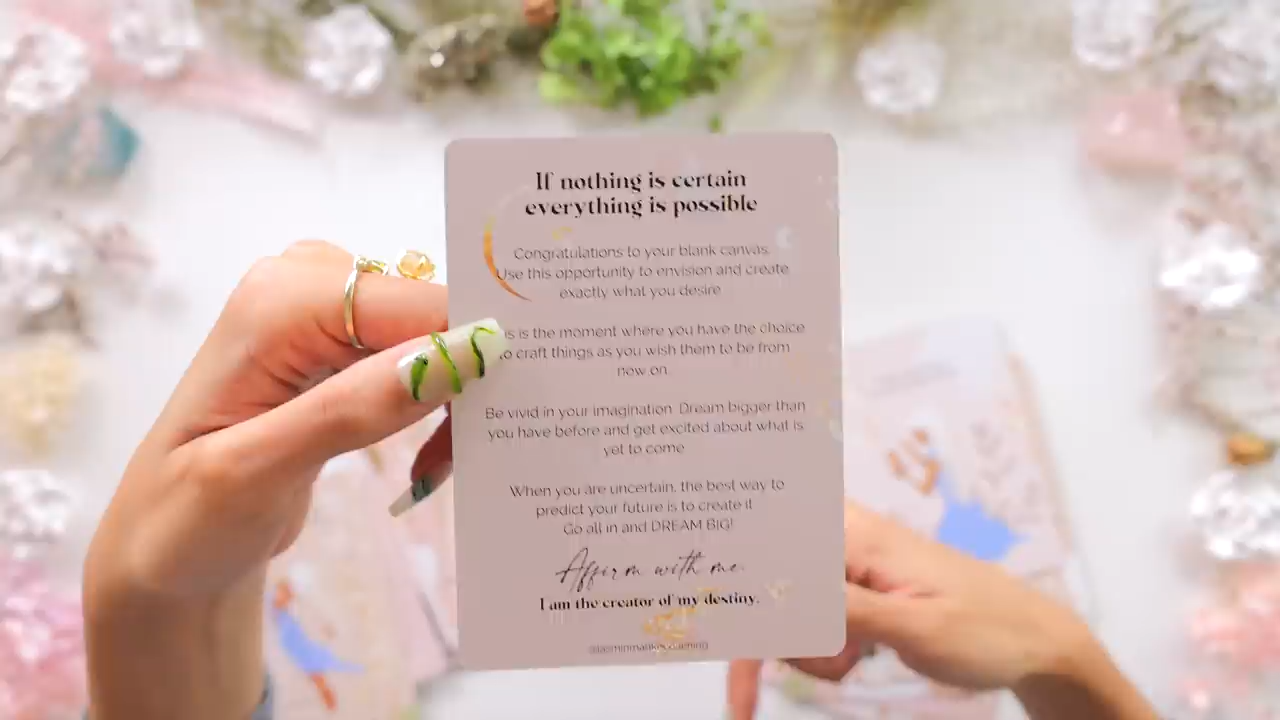 If nothing is certain
everything is possible
Congratulations to your blank canvas.
Use this opportunity to envision and create
exactly what you desire.
is is the moment where you have the choice
to craft things as you wish them to be from
now on.
Be vivid in your imagination. Dream bigger than
you have before and get excited about what is
yet to come.
When you are uncertain, the best way to
predict your future is to create it.
Go all in and DREAM BIG!
Affirm with me:
I am the creator of my destiny.